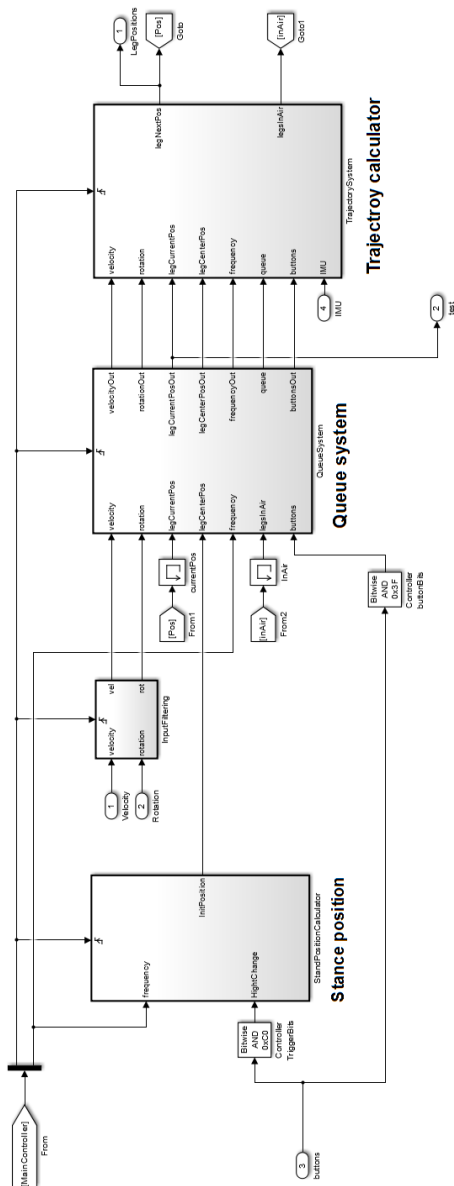 [MainController]
From
3
buttons
Bitwise
AND
0xC0
Controller
TriggerBits
frequency
HightChange
InitPosition
StandPositionCalculator
Stance position
1
Velocity
2
Rotation
velocity
rotation
vel
rot
InputFiltering
[Pos]
From1
currentPos
[inAir]
From2
InAir
Bitwise
AND
0x3F
Controller
buttonBits
velocity
rotation
legCurrentPos
legCenterPos
frequency
legsInAir
buttons
velocityOut
rotationOut
legCurrentPosOut
legCenterPosOut
frequencyOut
queue
buttonsOut
QueueSystem
Queue system
4
IMU
velocity
rotation
legCurrentPos
legCenterPos
frequency
queue
buttons
IMU
legNextPos
legsInAir
TrajectorySystem
Trajectroy calculator
1
LegPositions
[Pos]
Goto
[inAir]
Goto1
2
test